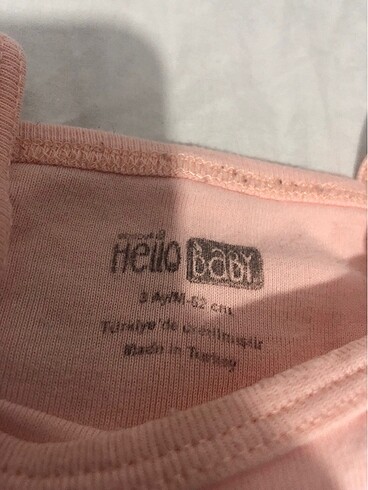 Hello BABY
3 Ay/M-62 cm
Türkiye'de üretilmiştir
Made in Turkey